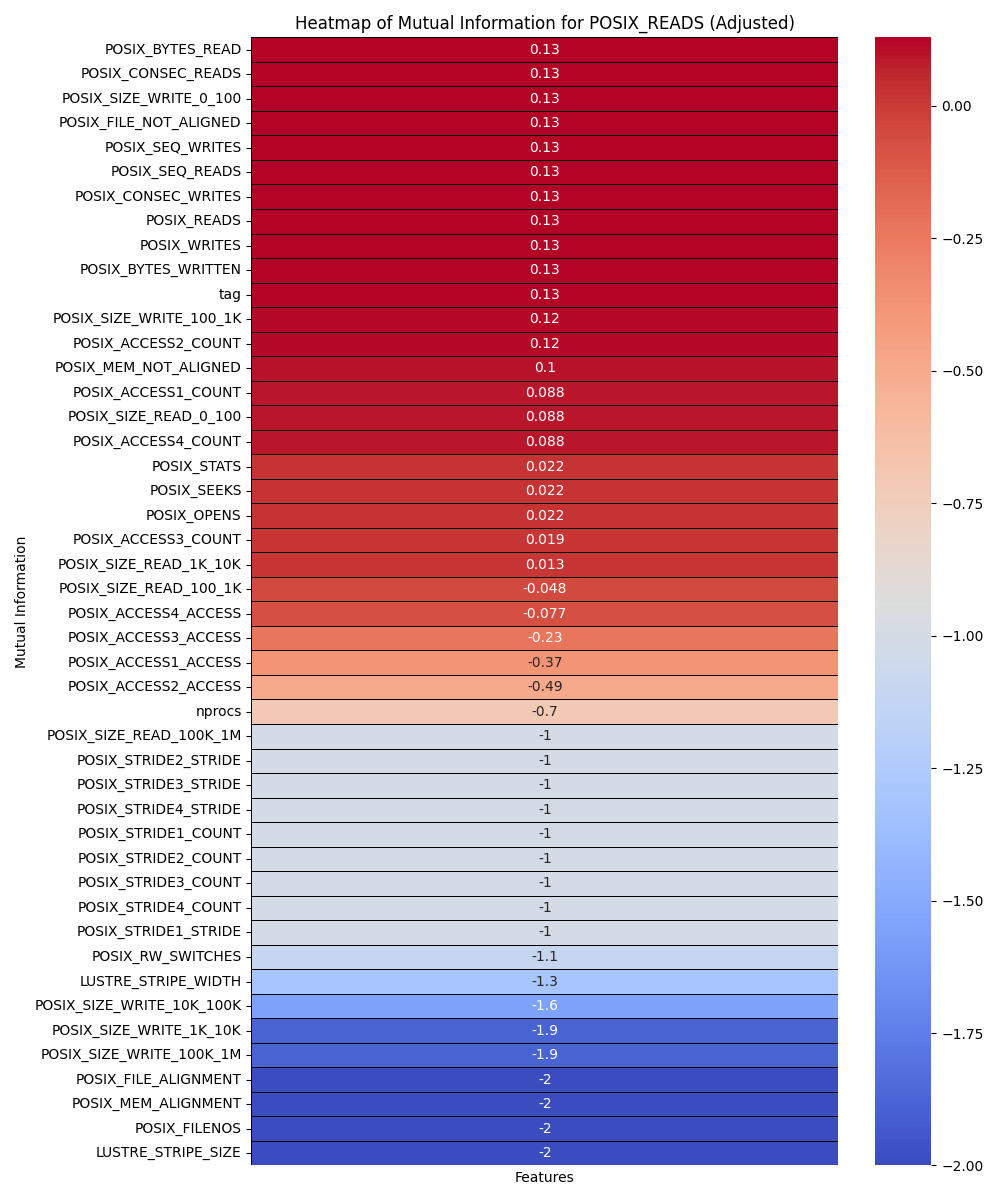 Heatmap of Mutual Information for POSIX_READS (Adjusted)
POSIX_BYTES_READ 0.13
POSIX_CONSEC_READS 0.13
POSIX_SIZE_WRITE_0_100 0.13
POSIX_FILE_NOT_ALIGNED 0.13
POSIX_SEQ_WRITES 0.13
POSIX_SEQ_READS 0.13
POSIX_CONSEC_WRITES 0.13
POSIX_READS 0.13
POSIX_WRITES 0.13
POSIX_BYTES_WRITTEN 0.13
tag 0.13
POSIX_SIZE_WRITE_100_1K 0.12
POSIX_ACCESS2_COUNT 0.12
POSIX_MEM_NOT_ALIGNED 0.1
POSIX_ACCESS1_COUNT 0.088
POSIX_SIZE_READ_0_100 0.088
POSIX_ACCESS4_COUNT 0.088
POSIX_STATS 0.022
POSIX_SEEKS 0.022
POSIX_OPENS 0.022
POSIX_ACCESS3_COUNT 0.019
POSIX_SIZE_READ_1K_10K 0.013
POSIX_SIZE_READ_100_1K -0.048
POSIX_ACCESS4_ACCESS -0.077
POSIX_ACCESS3_ACCESS -0.23
POSIX_ACCESS1_ACCESS -0.37
POSIX_ACCESS2_ACCESS -0.49
nprocs -0.7
POSIX_SIZE_READ_100K_1M -1
POSIX_STRIDE2_STRIDE -1
POSIX_STRIDE3_STRIDE -1
POSIX_STRIDE4_STRIDE -1
POSIX_STRIDE1_COUNT -1
POSIX_STRIDE2_COUNT -1
POSIX_STRIDE3_COUNT -1
POSIX_STRIDE4_COUNT -1
POSIX_STRIDE1_STRIDE -1
POSIX_RW_SWITCHES -1.1
LUSTRE_STRIPE_WIDTH -1.3
POSIX_SIZE_WRITE_10K_100K -1.6
POSIX_SIZE_WRITE_1K_10K -1.9
POSIX_SIZE_WRITE_100K_1M -1.9
POSIX_FILE_ALIGNMENT -2
POSIX_MEM_ALIGNMENT -2
POSIX_FILENOS -2
LUSTRE_STRIPE_SIZE -2
Mutual Information
Features
0.00
−0.25
−0.50
−0.75
−1.00
−1.25
−1.50
−1.75
−2.00